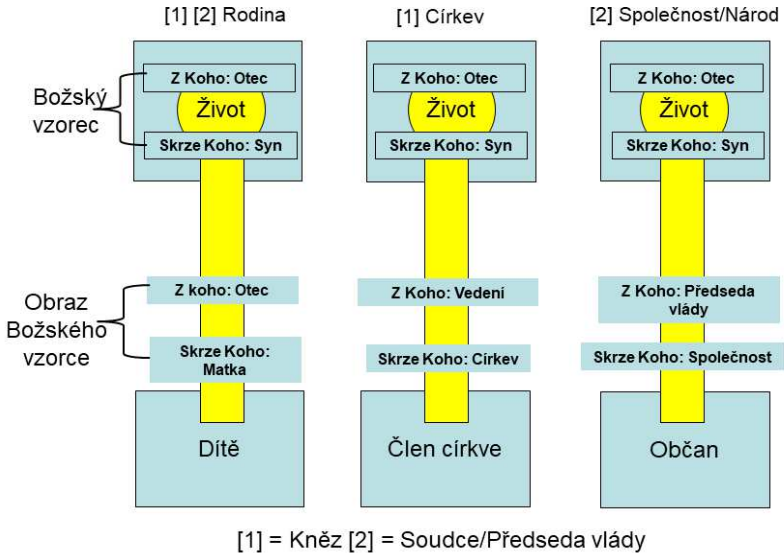 [1] [2] Rodina
[1] Církev
[2] Společnost/Národ
Božský
vzorec
Z Koho: Otec
Život
Skrze Koho: Syn
Z Koho: Otec
Život
Skrze Koho: Syn
Z Koho: Otec
Život
Skrze Koho: Syn
Obraz
Božského
vzorce
Z koho: Otec
Skrze Koho:
Matka
Z Koho: Vedení
Skrze Koho: Církev
Z Koho: Předseda
vlády
Skrze Koho: Společnost
Dítě
Člen církve
Občan
[1] = Kněz [2] = Soudce/Předseda vlády